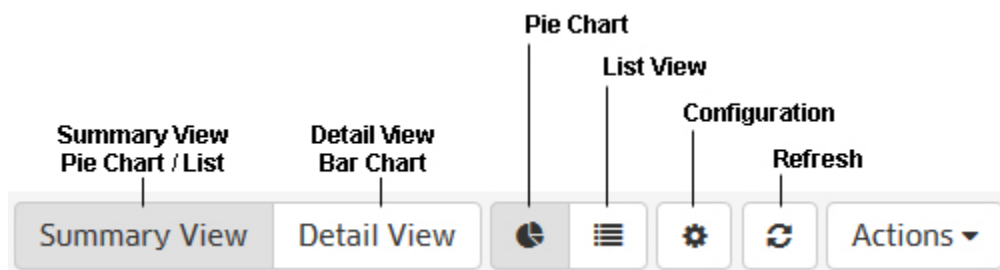 Pie Chart
List View
Configuration
Summary View
Pie Chart / List
Detail View
Bar Chart
Refresh
Summary View
Detail View
Actions